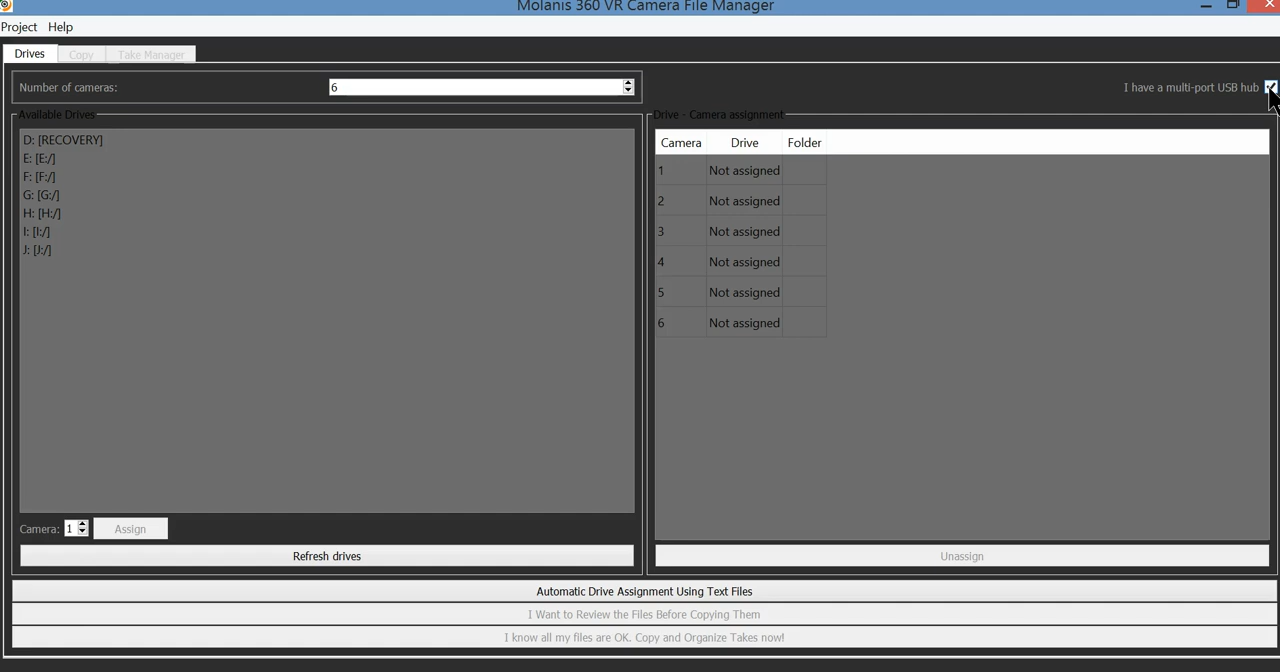 Molanis 360 VR Camera File Manager
Project Help
Drives Copy Take Manager
Number of cameras: 6
I have a multi-port USB hub
Available Drives
D: [RECOVERY]
E: [E:/]
F: [F:/]
G: [G:/]
H: [H:/]
I: [I:/]
J: [J:/]
Camera: 1 Assign
Refresh drives
Drive - Camera assignment
Camera Drive Folder
1 Not assigned
2 Not assigned
3 Not assigned
4 Not assigned
5 Not assigned
6 Not assigned
Unassign
Automatic Drive Assignment Using Text Files
I Want to Review the Files Before Copying Them
I know all my files are OK. Copy and Organize Takes now!